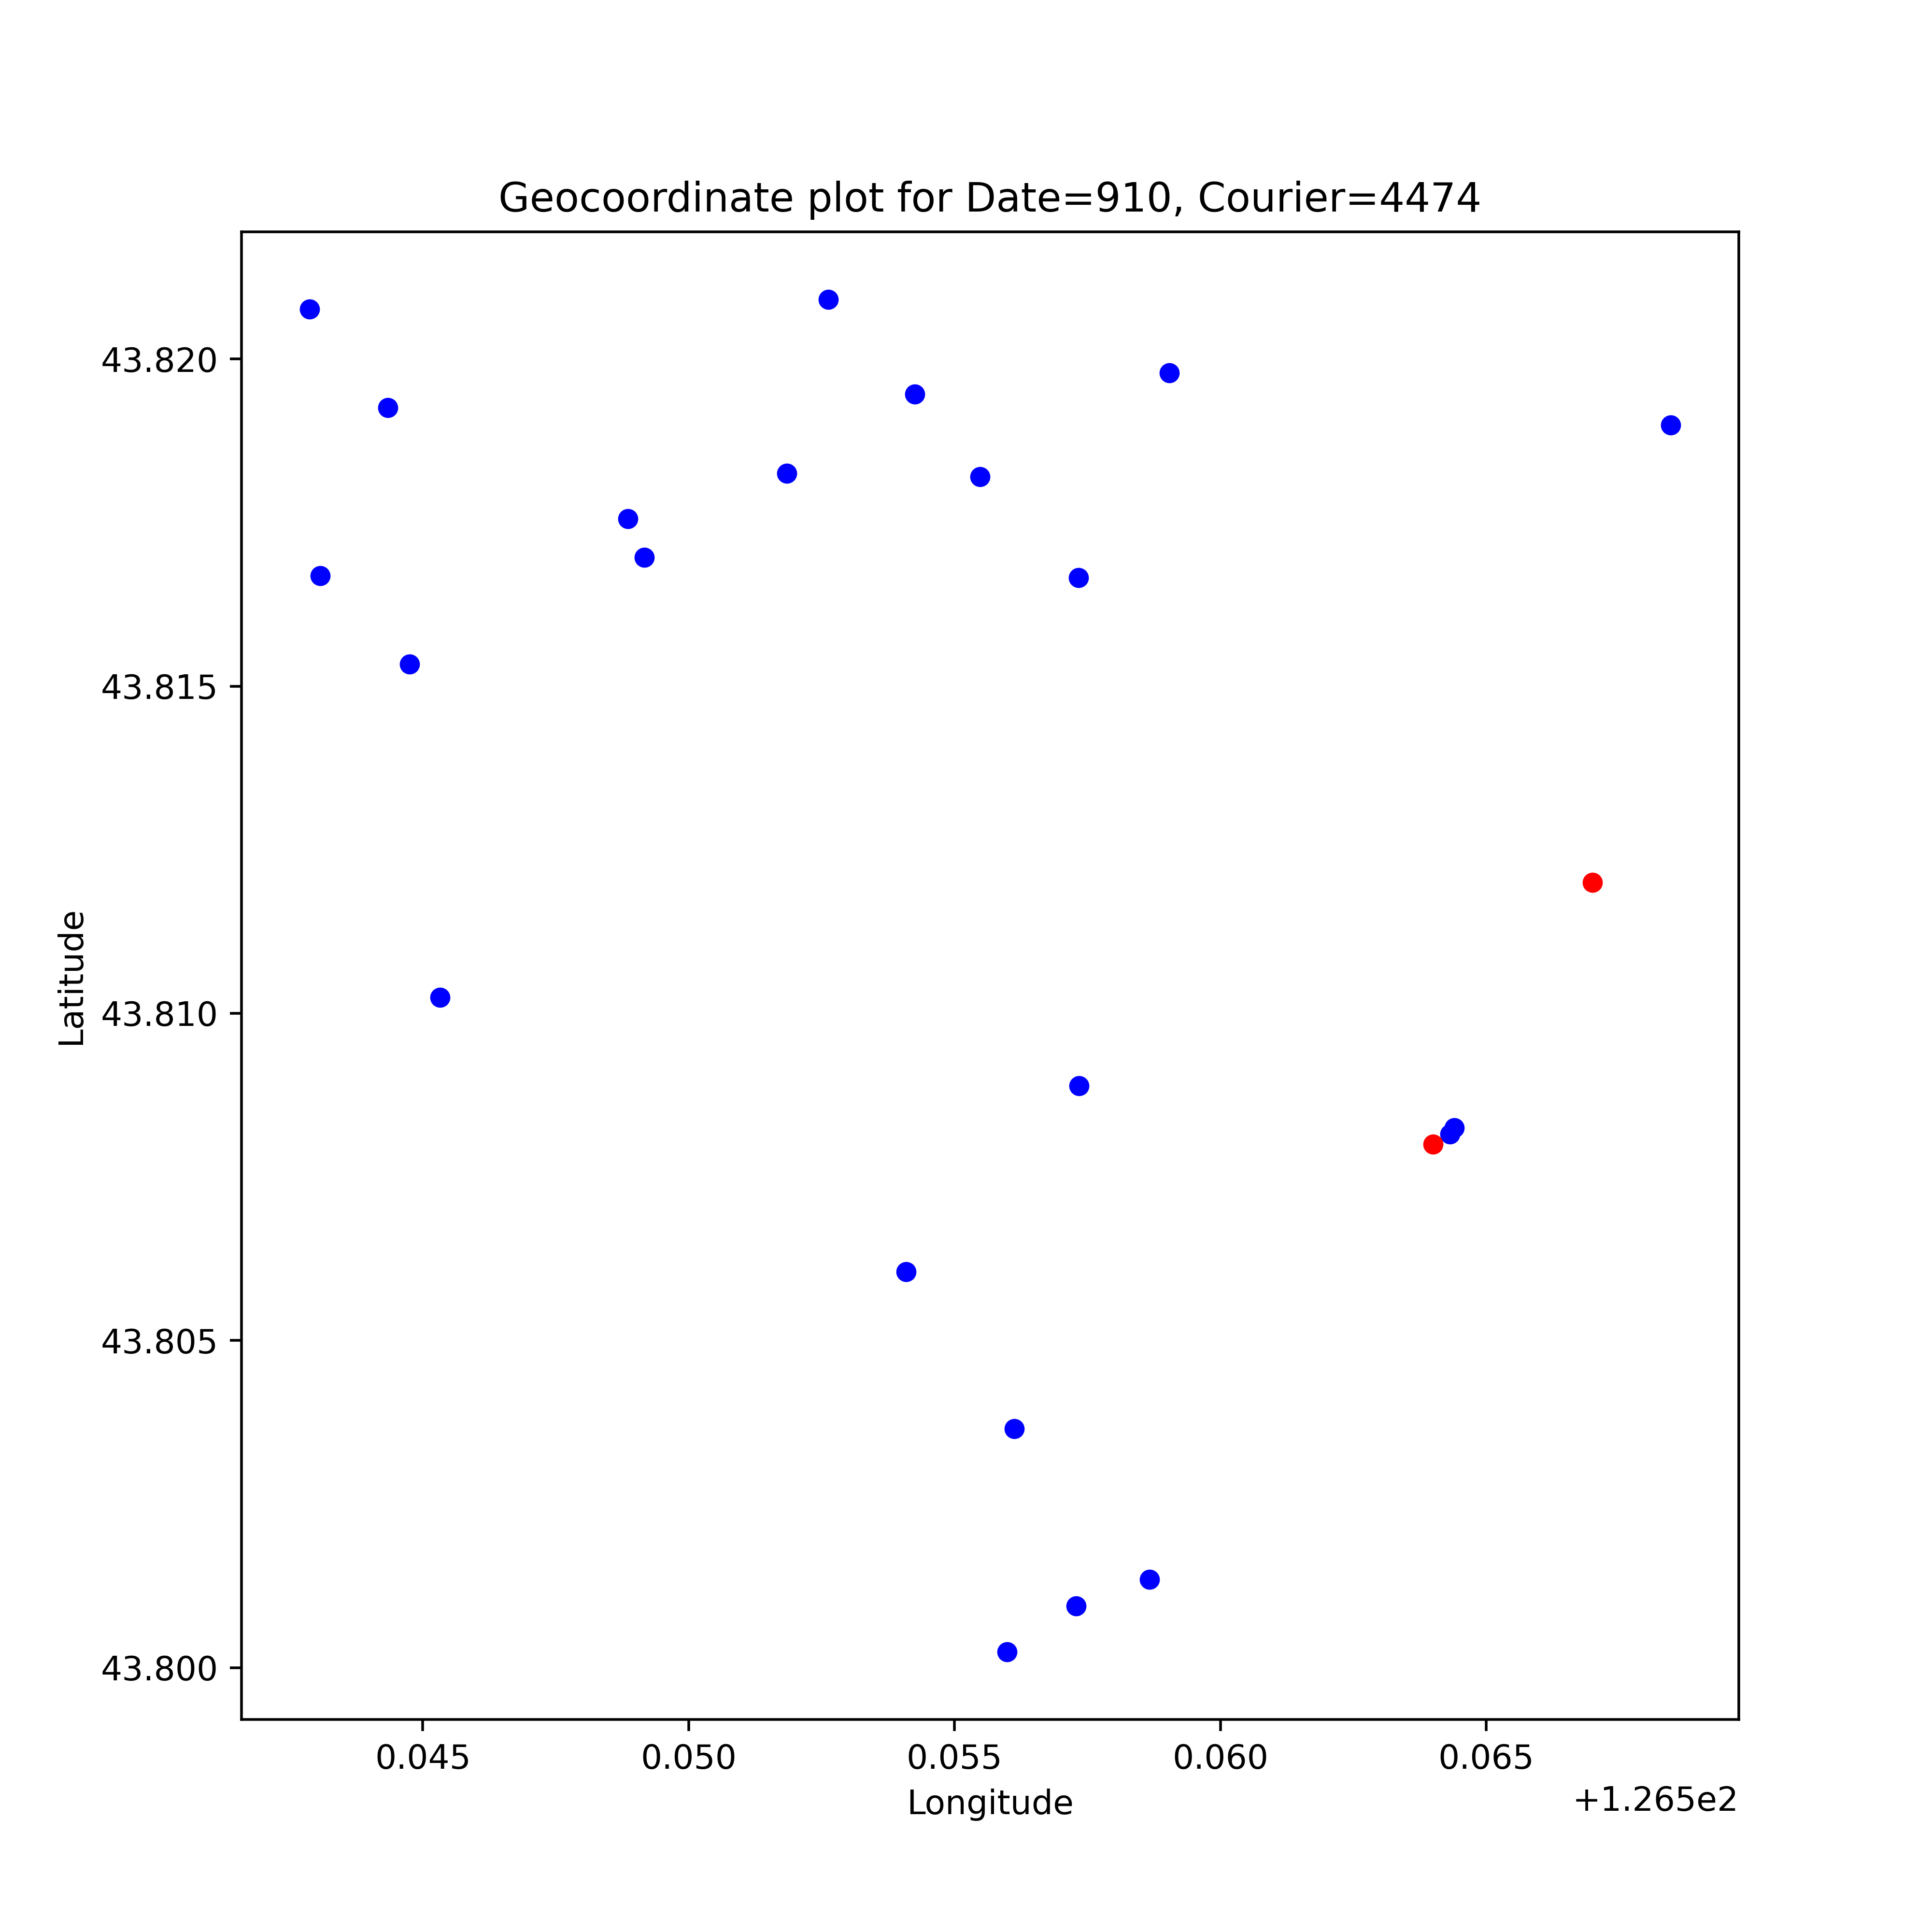 Geocoordinate plot for Date=910, Courier=4474
43.820
43.815
43.810
43.805
43.800
Latitude
0.045 0.050 0.055 0.060 0.065
Longitude
+1.265e2